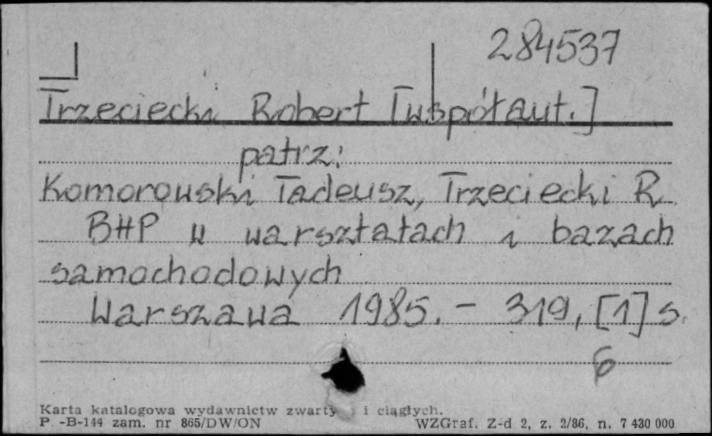 284537
Trzeciecki Robert [współaut.]
patrz:
Komorowski Tadeusz, Trzeciecki R.
BHP w warsztatach i bazach
samochodowych
Warszawa 1985. - 319, [1] s.
6
Karta katalogowa wydawnictw zwarty i ciągłych.
P -B-144 zam. nr 865/DW/ON WZGraf. Z-d 2, z. 2/86, n. 7 430 000